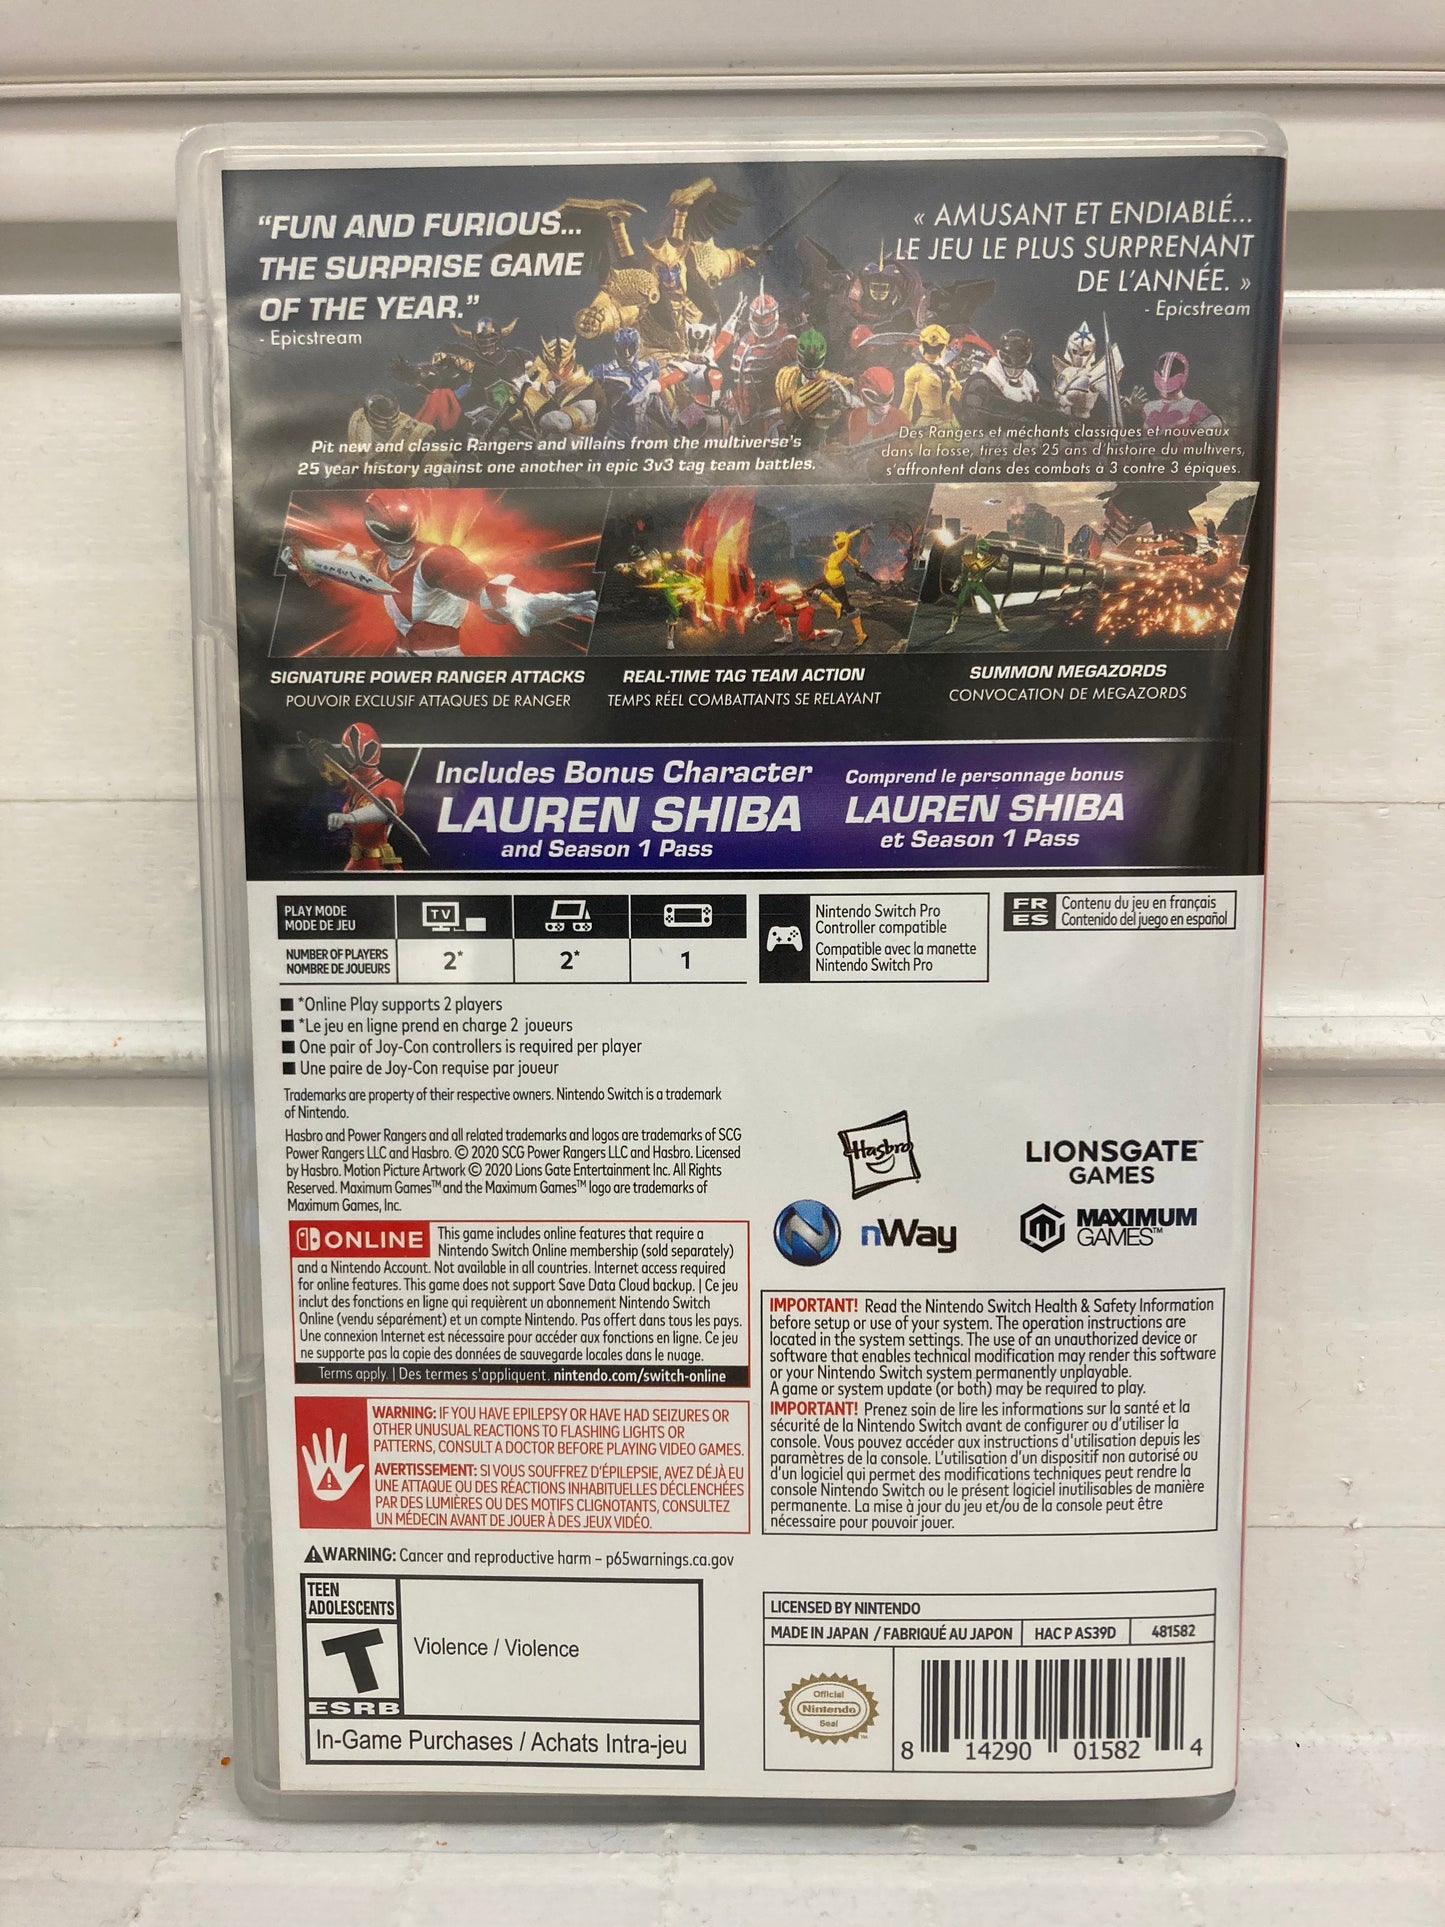 “FUN AND FURIOUS...
THE SURPRISE GAME
OF THE YEAR.”
- Epicstream
« AMUSANT ET ENDIABLÉ...
LE JEU LE PLUS SURPRENANT
DE L'ANNÉE. »
- Epicstream
Pit new and classic Rangers and villains from the multiverse's
25 year history against one another in epic 3v3 tag team battles.
Des Rangers et méchants classiques et nouveaux
dans la fosse, tirés des 25 ans d'histoire du multivers,
s'affrontent dans des combats à 3 contre 3 épiques.
SIGNATURE POWER RANGER ATTACKS
POUVOIR EXCLUSIF ATTAQUES DE RANGER
REAL-TIME TAG TEAM ACTION
TEMPS RÉEL COMBATTANTS SE RELAYANT
SUMMON MEGAZORDS
CONVOCATION DE MEGAZORDS
Includes Bonus Character
LAUREN SHIBA
and Season 1 Pass
Comprend le personnage bonus
LAUREN SHIBA
et Season 1 Pass
PLAY MODE
MODE DE JEU
TV
NUMBER OF PLAYERS
NOMBRE DE JOUEURS
2* 2* 1
Nintendo Switch Pro
Controller compatible
Compatible avec la manette
Nintendo Switch Pro
FR Contenu du jeu en français
ES Contenido del juego en español
■ *Online Play supports 2 players
■ *Le jeu en ligne prend en charge 2 joueurs
■ One pair of Joy-Con controllers is required per player
■ Une paire de Joy-Con requise par joueur
Trademarks are property of their respective owners. Nintendo Switch is a trademark
of Nintendo.
Hasbro and Power Rangers and all related trademarks and logos are trademarks of SCG
Power Rangers LLC and Hasbro. © 2020 SCG Power Rangers LLC and Hasbro. Licensed
by Hasbro. Motion Picture Artwork © 2020 Lions Gate Entertainment Inc. All Rights
Reserved. Maximum Games™ and the Maximum Games™ logo are trademarks of
Maximum Games, Inc.
Hasbro
LIONSGATE™
GAMES
N nWay
MAXIMUM
GAMES™
ONLINE
This game includes online features that require a
Nintendo Switch Online membership (sold separately)
and a Nintendo Account. Not available in all countries. Internet access required
for online features. This game does not support Save Data Cloud backup. | Ce jeu
inclut des fonctions en ligne qui requièrent un abonnement Nintendo Switch
Online (vendu séparément) et un compte Nintendo. Pas offert dans tous les pays.
Une connexion Internet est nécessaire pour accéder aux fonctions en ligne. Ce jeu
ne supporte pas la copie des données de sauvegarde locales dans le nuage.
Terms apply. | Des termes s'appliquent. nintendo.com/switch-online
WARNING: IF YOU HAVE EPILEPSY OR HAVE HAD SEIZURES OR
OTHER UNUSUAL REACTIONS TO FLASHING LIGHTS OR
PATTERNS, CONSULT A DOCTOR BEFORE PLAYING VIDEO GAMES.
AVERTISSEMENT: SI VOUS SOUFFREZ D'ÉPILEPSIE, AVEZ DÉJÀ EU
UNE ATTAQUE OU DES RÉACTIONS INHABITUELLES DÉCLENCHÉES
PAR DES LUMIÈRES OU DES MOTIFS CLIGNOTANTS, CONSULTEZ
UN MÉDECIN AVANT DE JOUER À DES JEUX VIDÉO.
IMPORTANT! Read the Nintendo Switch Health & Safety Information
before setup or use of your system. The operation instructions are
located in the system settings. The use of an unauthorized device or
software that enables technical modification may render this software
or your Nintendo Switch system permanently unplayable.
A game or system update (or both) may be required to play.
IMPORTANT! Prenez soin de lire les informations sur la santé et la
sécurité de la Nintendo Switch avant de configurer ou d'utiliser la
console. Vous pouvez accéder aux instructions d'utilisation depuis les
paramètres de la console. L'utilisation d'un dispositif non autorisé ou
d'un logiciel qui permet des modifications techniques peut rendre la
console Nintendo Switch ou le présent logiciel inutilisables de manière
permanente. La mise à jour du jeu et/ou de la console peut être
nécessaire pour pouvoir jouer.
⚠WARNING: Cancer and reproductive harm – p65warnings.ca.gov
TEEN
ADOLESCENTS
T
ESRB
Violence / Violence
In-Game Purchases / Achats Intra-jeu
LICENSED BY NINTENDO
MADE IN JAPAN / FABRIQUÉ AU JAPON HAC P AS39D 481582
Official
Nintendo
Seal
8 14290 01582 4